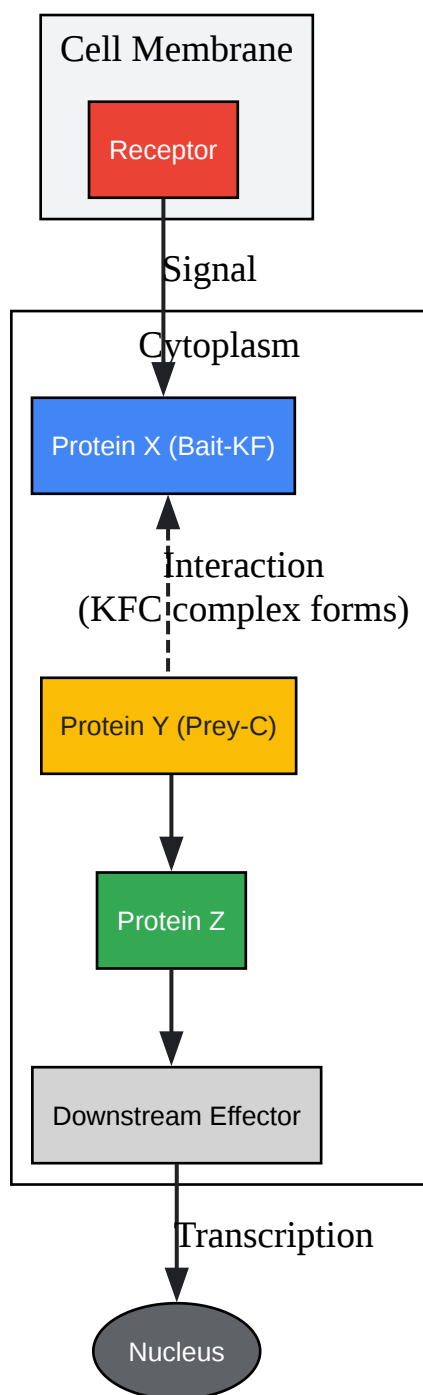 Cell Membrane
Receptor
Signal
Cytoplasm
Protein X (Bait-KF)
Interaction
(KFC complex forms)
Protein Y (Prey-C)
Protein Z
Downstream Effector
Transcription
Nucleus